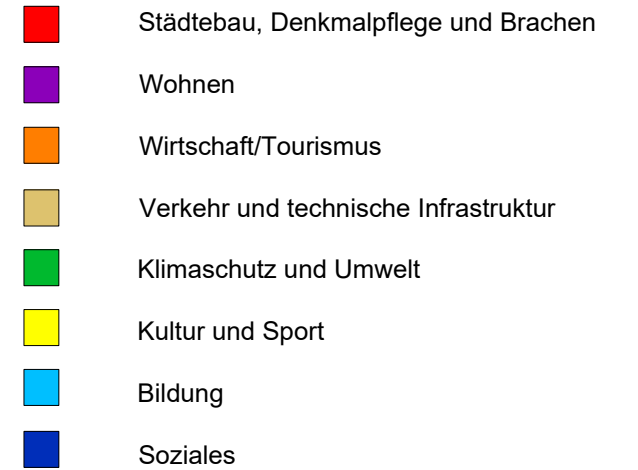 Städtebau, Denkmalpflege und Brachen
Wohnen
Wirtschaft/Tourismus
Verkehr und technische Infrastruktur
Klimaschutz und Umwelt
Kultur und Sport
Bildung
Soziales